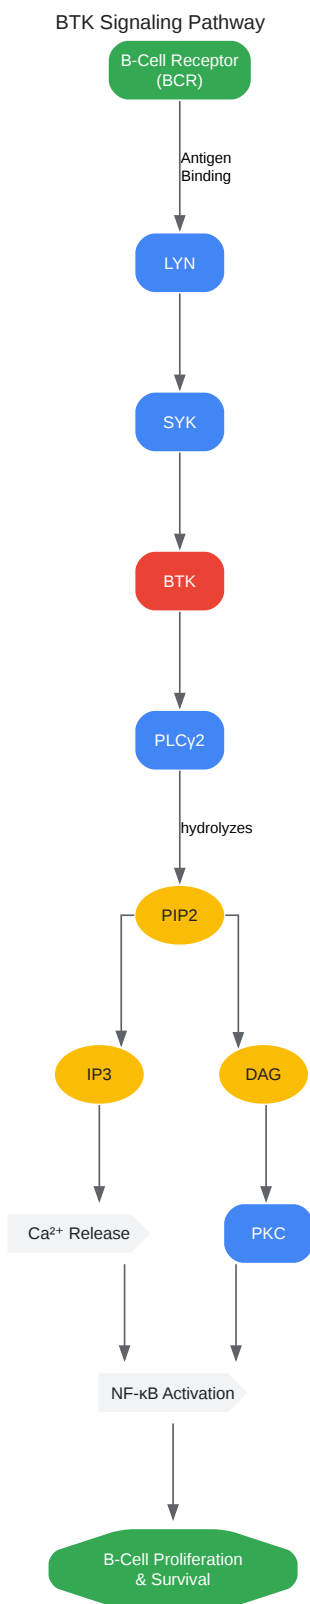 BTK Signaling Pathway
B-Cell Receptor
(BCR)
Antigen
Binding
LYN
SYK
BTK
PLCγ2
hydrolyzes
PIP2
IP3
DAG
Ca²⁺ Release
PKC
NF-κB Activation
B-Cell Proliferation
& Survival